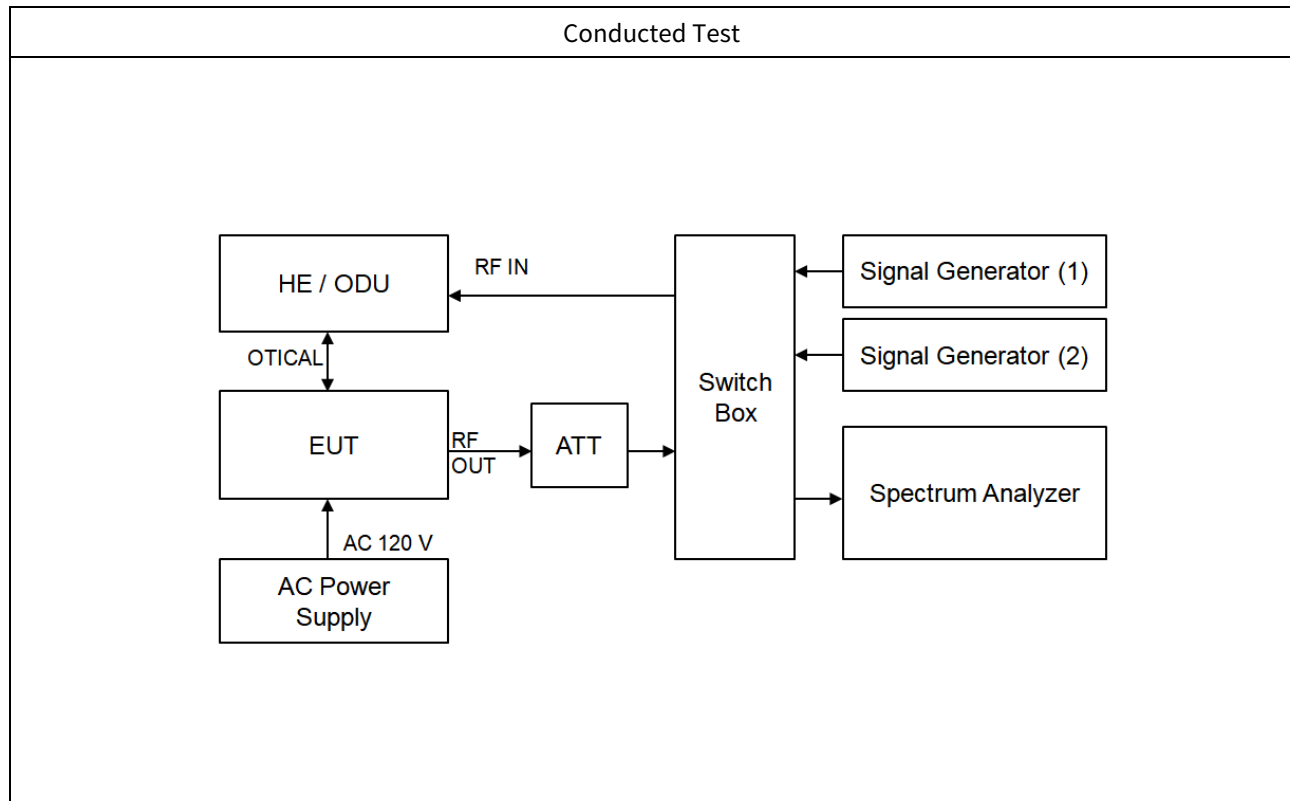 Conducted Test
HE / ODU
RF IN
Signal Generator (1)
OTICAL
Signal Generator (2)
Switch
Box
EUT
RF
OUT
ATT
Spectrum Analyzer
AC 120 V
AC Power
Supply